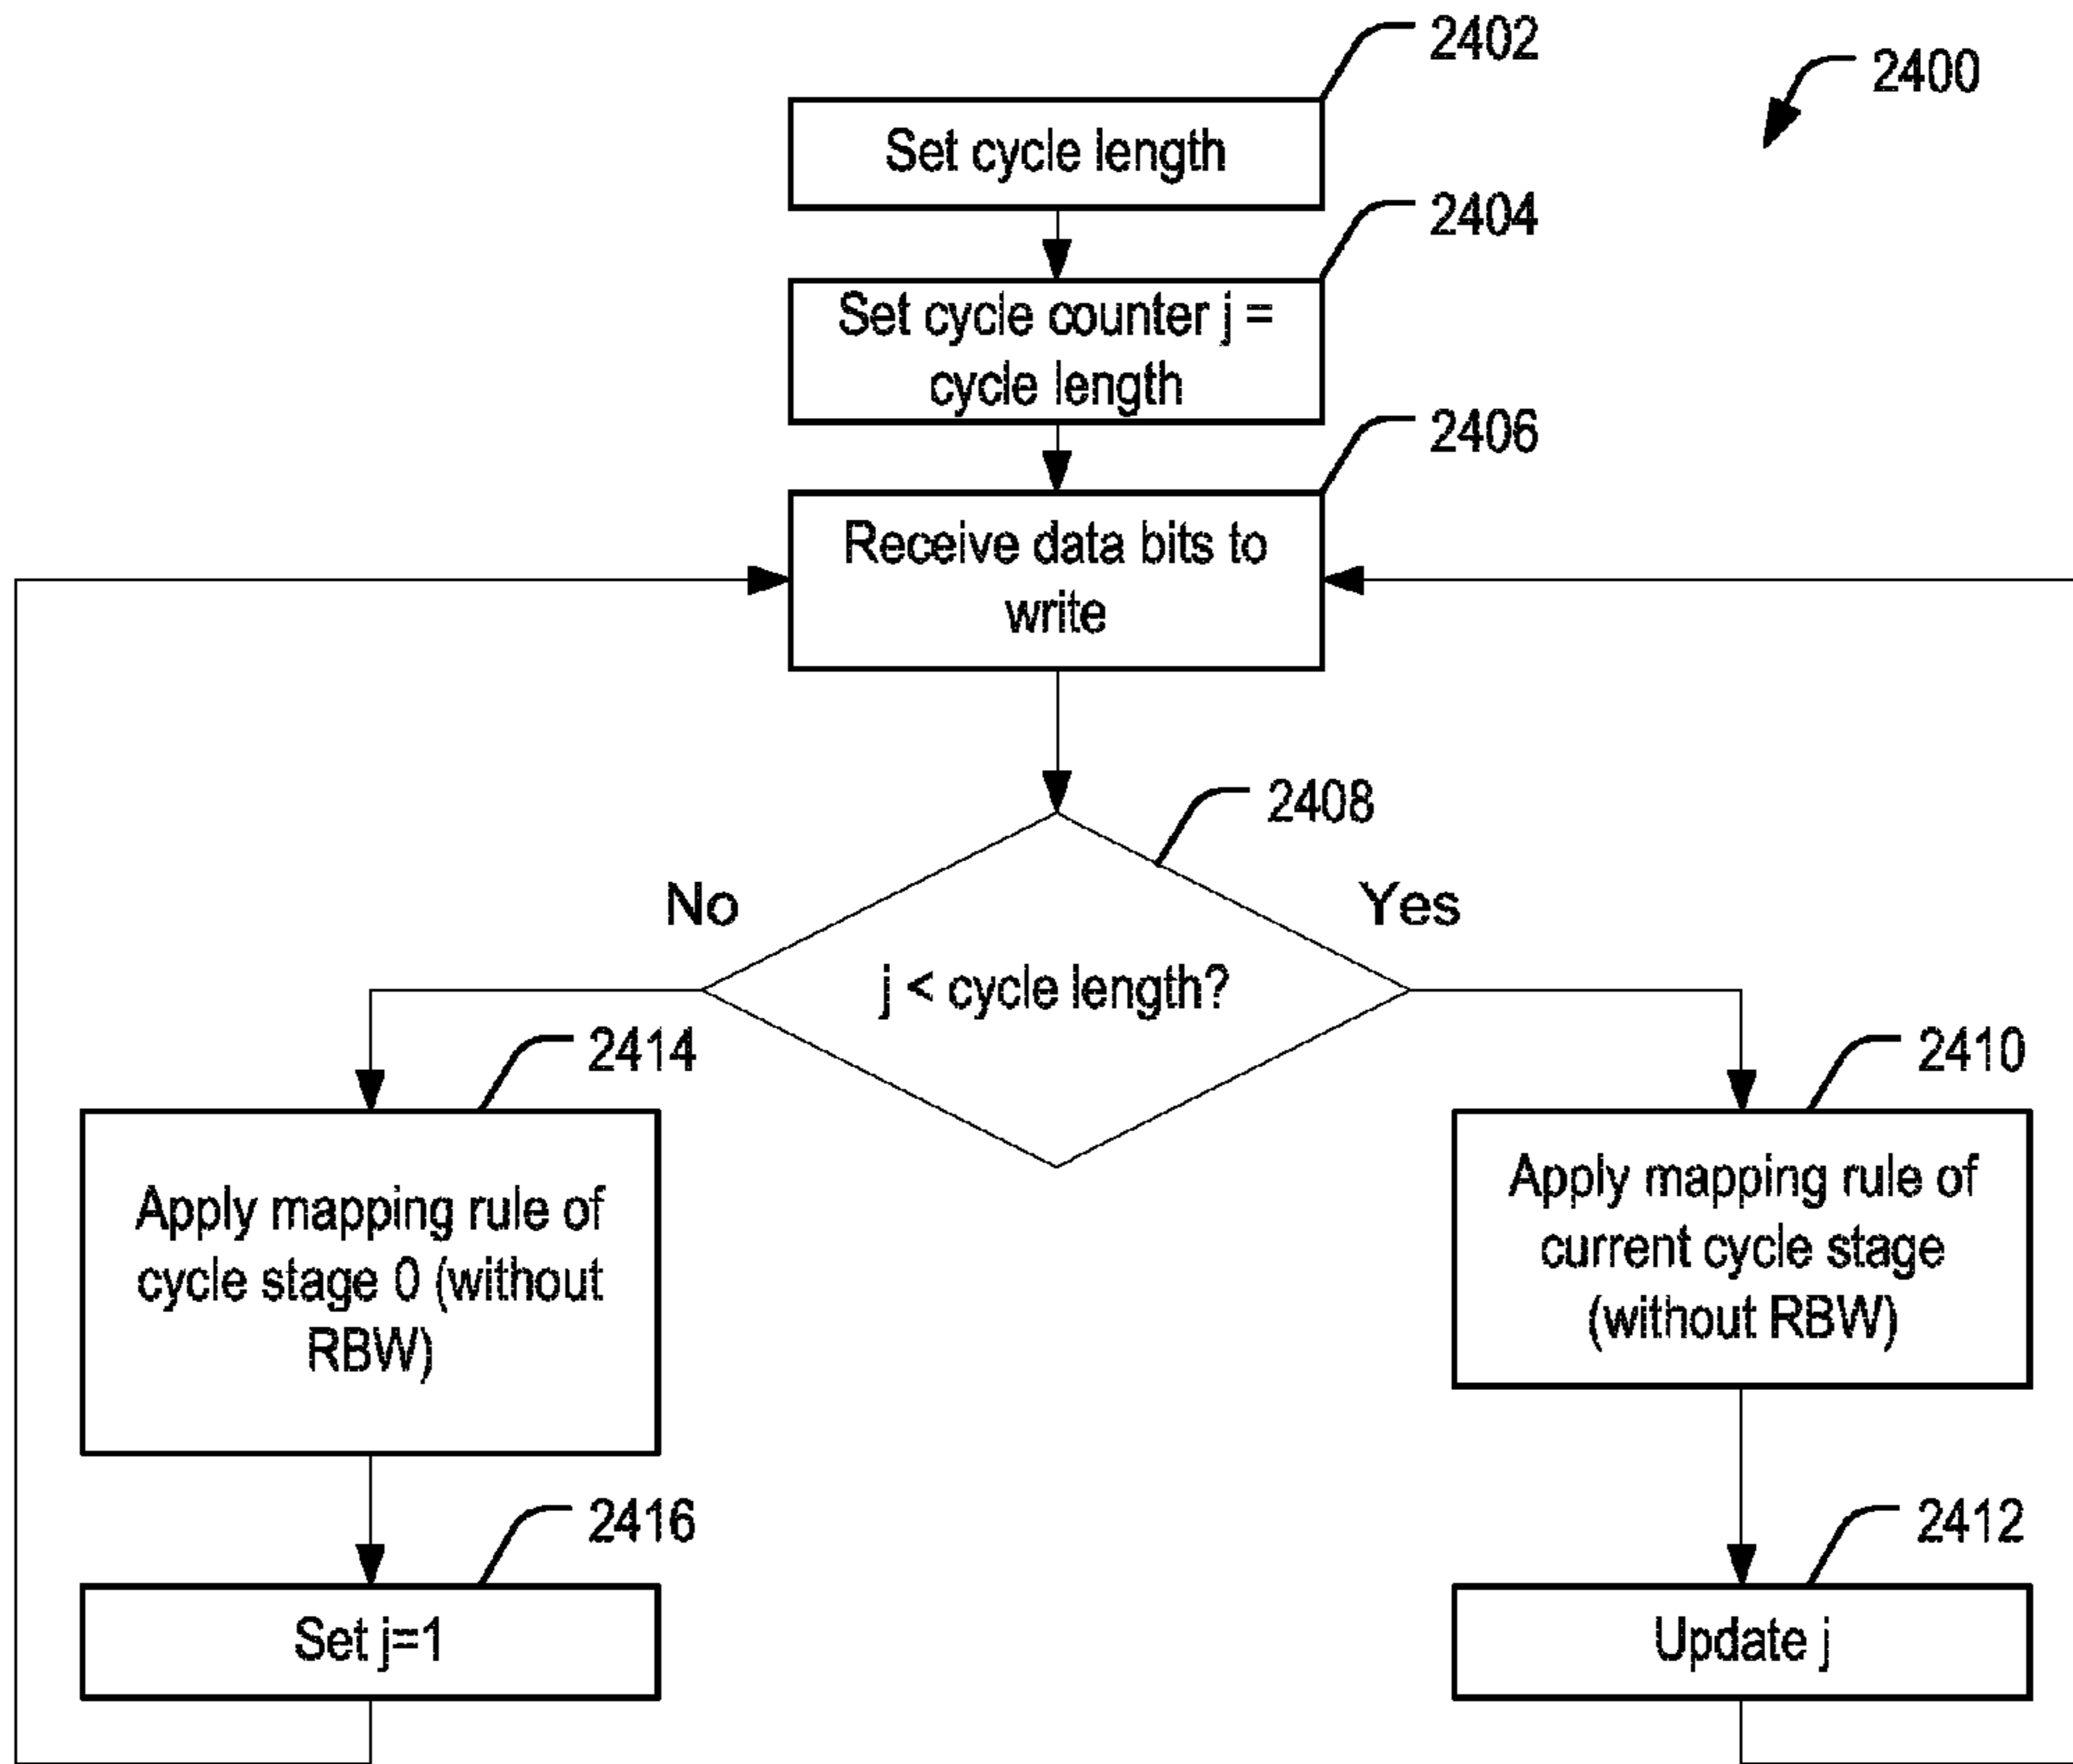 2402
2400
Set cycle length
2404
Set cycle counter j =
cycle length
2406
Receive data bits to
write
2408
No
Yes
j < cycle length?
2414
2410
Apply mapping rule of
cycle stage 0 (without
RBW)
Apply mapping rule of
current cycle stage
(without RBW)
2416
2412
Set j=1
Update j